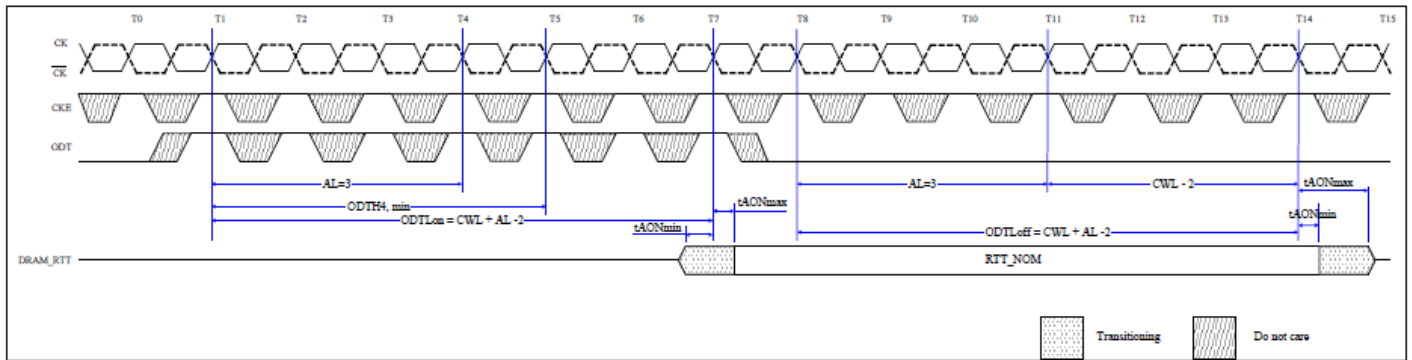 T0 T1 T2 T3 T4 T5 T6 T7 T8 T9 T10 T11 T12 T13 T14 T15
CK
CK
CKE
ODT
AL=3 AL=3 CWL - 2 tAONmax
ODTH4, min tAONmax
ODTLon = CWL + AL -2 tAONmin
tAONmin ODTLoff = CWL + AL -2
DRAM_RTT RTT_NOM
Transitioning Do not care